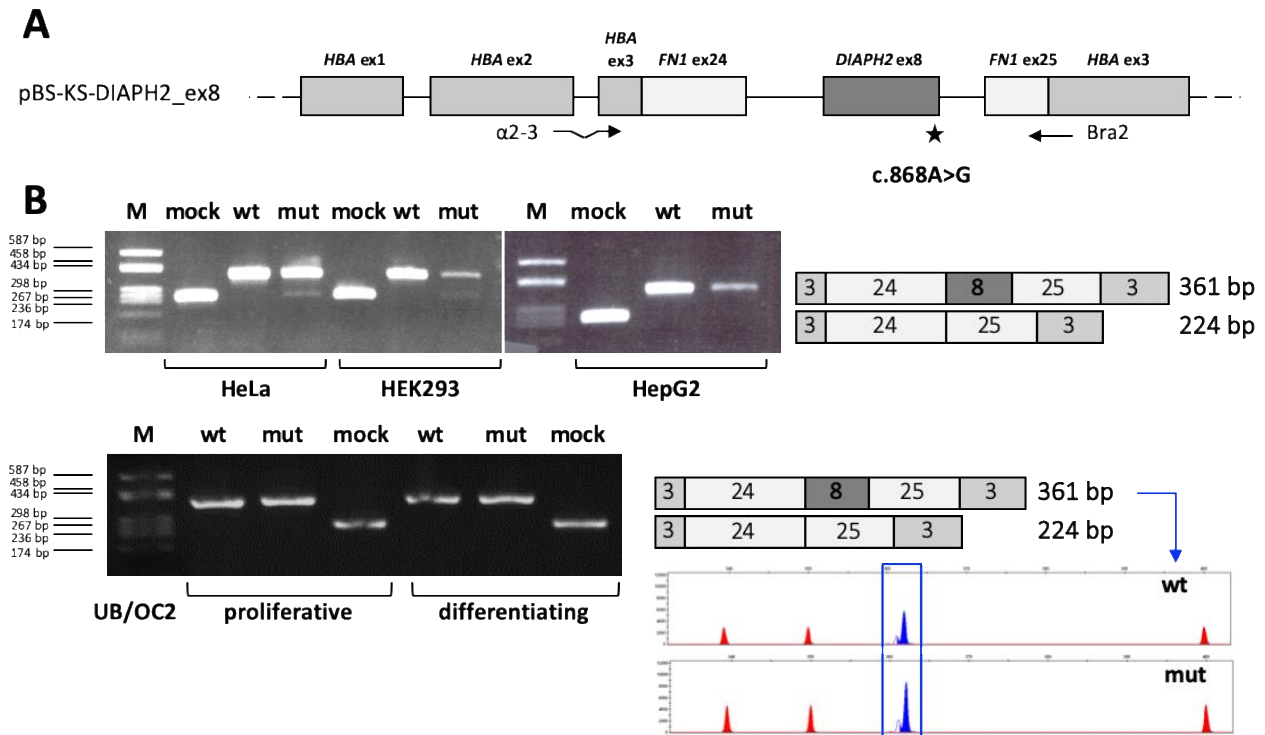 A
HBA ex1
HBA ex2
HBA
ex3
FN1 ex24
DIAPH2 ex8
FN1 ex25
HBA ex3
pBS-KS-DIAPH2_ex8
α2-3
Bra2
c.868A>G
B
M mock wt mut mock wt mut M mock wt mut
587 bp
458 bp
434 bp
298 bp
267 bp
236 bp
174 bp
3 24 8 25 3 361 bp
3 24 25 3 224 bp
HeLa HEK293 HepG2
M wt mut mock wt mut mock
587 bp
458 bp
434 bp
298 bp
267 bp
236 bp
174 bp
3 24 8 25 3 361 bp
3 24 25 3 224 bp
UB/OC2 proliferative differentiating
wt
mut